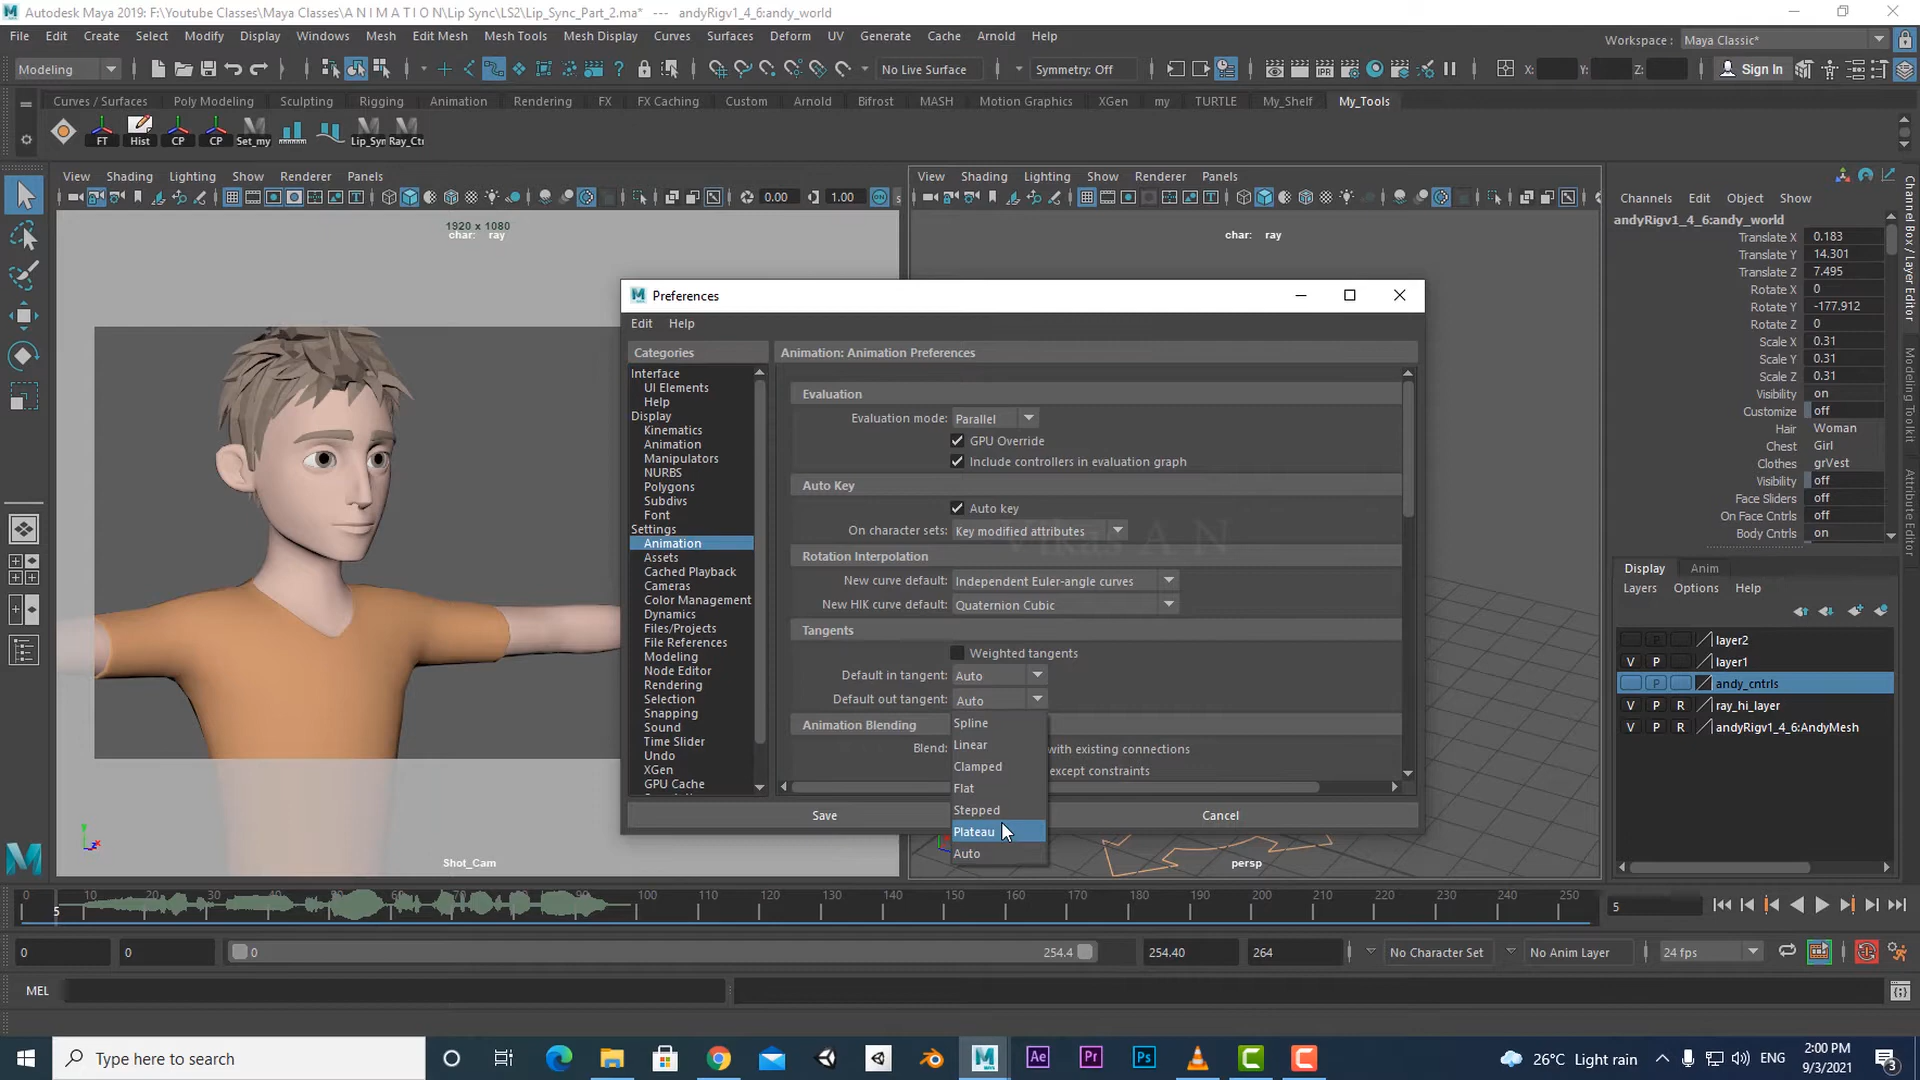 Autodesk Maya 2019: F:\Youtube Classes\Maya Classes\A N I M A T I O N\Lip Sync\LS2\Lip_Sync_Part_2.ma* --- andyRigv1_4_6:andy_world
File Edit Create Select Modify Display Windows Mesh Edit Mesh Mesh Tools Mesh Display Curves Surfaces Deform UV Generate Cache Arnold Help
Workspace : Maya Classic*
Modeling No Live Surface Symmetry: Off X: Y: Z: Sign In
Curves / Surfaces Poly Modeling Sculpting Rigging Animation Rendering FX FX Caching Custom Arnold Bifrost MASH Motion Graphics XGen my TURTLE My_Shelf My_Tools
FT Hist CP CP Set_my Lip_Syn Ray_Ctr
View Shading Lighting Show Renderer Panels
0.00 1.00
1920 x 1080
char: ray
Shot_Cam
View Shading Lighting Show Renderer Panels
char: ray
persp
Preferences
Edit Help
Categories
Interface
UI Elements
Help
Display
Kinematics
Animation
Manipulators
NURBS
Polygons
Subdivs
Font
Settings
Animation
Assets
Cached Playback
Cameras
Color Management
Dynamics
Files/Projects
File References
Modeling
Node Editor
Rendering
Selection
Snapping
Sound
Time Slider
Undo
XGen
GPU Cache
Animation: Animation Preferences
Evaluation
Evaluation mode: Parallel
GPU Override
Include controllers in evaluation graph
Auto Key
Auto key
On character sets: Key modified attributes
Vikas A N
Rotation Interpolation
New curve default: Independent Euler-angle curves
New HIK curve default: Quaternion Cubic
Tangents
Weighted tangents
Default in tangent: Auto
Default out tangent: Auto
Spline
Linear
Clamped
Flat
Stepped
Plateau
Auto
Animation Blending
Blend: with existing connections
except constraints
Save Cancel
Channels Edit Object Show
andyRigv1_4_6:andy_world
Translate X 0.183
Translate Y 14.301
Translate Z 7.495
Rotate X 0
Rotate Y -177.912
Rotate Z 0
Scale X 0.31
Scale Y 0.31
Scale Z 0.31
Visibility on
Customize off
Hair Woman
Chest Girl
Clothes grVest
Visibility off
Face Sliders off
On Face Cntrls off
Body Cntrls on
Display Anim
Layers Options Help
P layer2
V P layer1
P andy_cntrls
V P R ray_hi_layer
V P R andyRigv1_4_6:AndyMesh
Channel Box / Layer Editor
Modeling Toolkit
Attribute Editor
0 10 20 30 40 50 60 70 80 90 100 110 120 130 140 150 160 170 180 190 200 210 220 230 240 250
5
5
0 0 0 254.4 254.40 264 No Character Set No Anim Layer 24 fps
MEL
Type here to search
26°C Light rain ENG 2:00 PM 9/3/2021 3